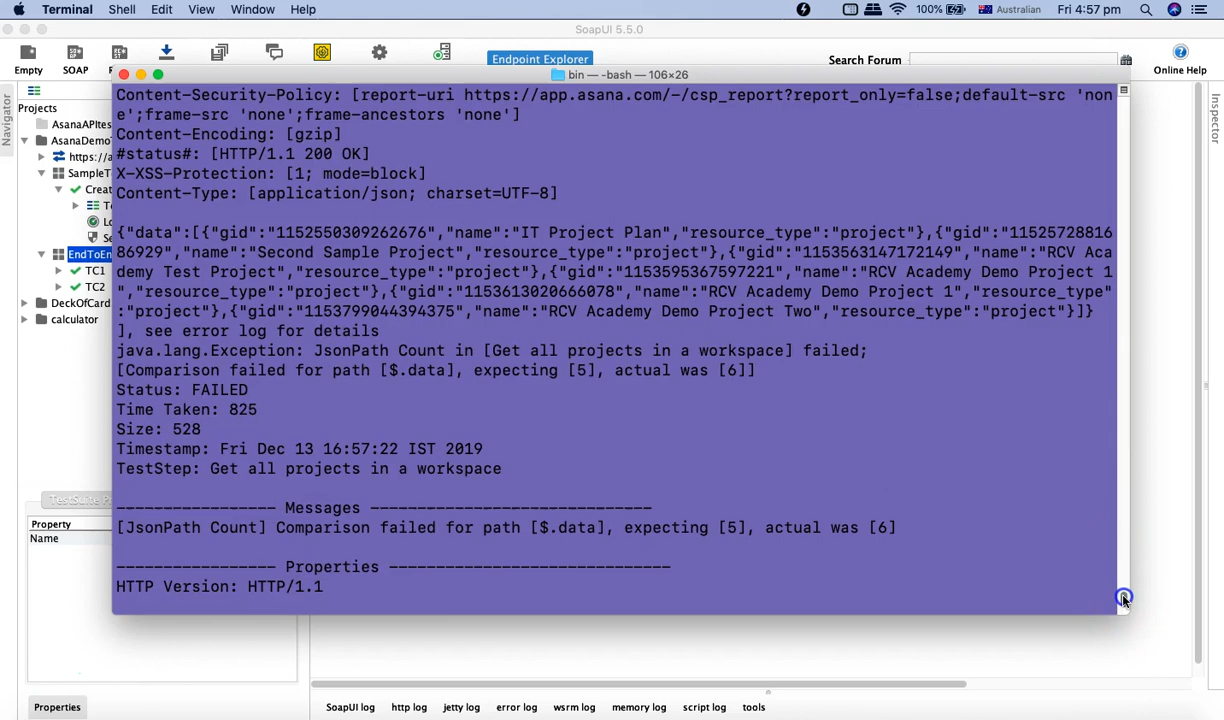 Terminal Shell Edit View Window Help 100% Australian Fri 4:57 pm
SoapUI 5.5.0
Empty SOAP Endpoint Explorer Search Forum Online Help
bin — -bash — 106×26
Navigator
Inspector
Projects
AsanaAPItes
AsanaDemo
https://a
SampleT
Creat
EndToEn
TC1
TC2
DeckOfCard
calculator
Content-Security-Policy: [report-uri https://app.asana.com/-/csp_report?report_only=false;default-src 'non
e';frame-src 'none';frame-ancestors 'none']
Content-Encoding: [gzip]
#status#: [HTTP/1.1 200 OK]
X-XSS-Protection: [1; mode=block]
Content-Type: [application/json; charset=UTF-8]
{"data":[{"gid":"1152550309262676","name":"IT Project Plan","resource_type":"project"},{"gid":"11525728816
86929","name":"Second Sample Project","resource_type":"project"},{"gid":"1153563147172149","name":"RCV Aca
demy Test Project","resource_type":"project"},{"gid":"1153595367597221","name":"RCV Academy Demo Project 1
","resource_type":"project"},{"gid":"1153613020666078","name":"RCV Academy Demo Project 1","resource_type"
:"project"},{"gid":"1153799044394375","name":"RCV Academy Demo Project Two","resource_type":"project"}]}
], see error log for details
java.lang.Exception: JsonPath Count in [Get all projects in a workspace] failed;
[Comparison failed for path [$.data], expecting [5], actual was [6]]
Status: FAILED
Time Taken: 825
Size: 528
Timestamp: Fri Dec 13 16:57:22 IST 2019
TestStep: Get all projects in a workspace
----------------- Messages ------------------------------
[JsonPath Count] Comparison failed for path [$.data], expecting [5], actual was [6]
----------------- Properties ------------------------------
HTTP Version: HTTP/1.1
TestSuite Pr
Property
Name
Properties
SoapUI log http log jetty log error log wsrm log memory log script log tools